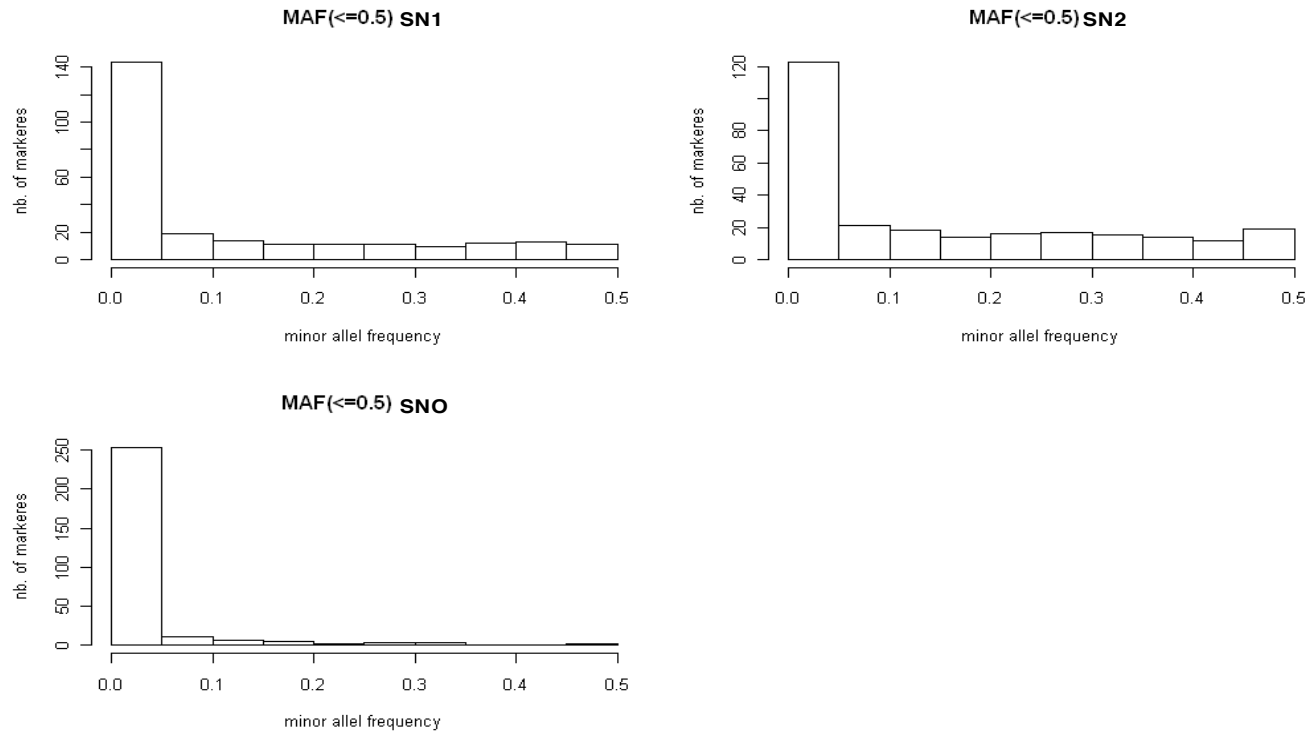 MAF(<=0.5) SN1
nb. of markeres
140
100
60
20
0
0.0 0.1 0.2 0.3 0.4 0.5
minor allel frequency
MAF(<=0.5) SN2
nb. of markeres
120
80
60
40
20
0
0.0 0.1 0.2 0.3 0.4 0.5
minor allel frequency
MAF(<=0.5) SNO
nb. of markeres
250
200
150
100
50
0
0.0 0.1 0.2 0.3 0.4 0.5
minor allel frequency